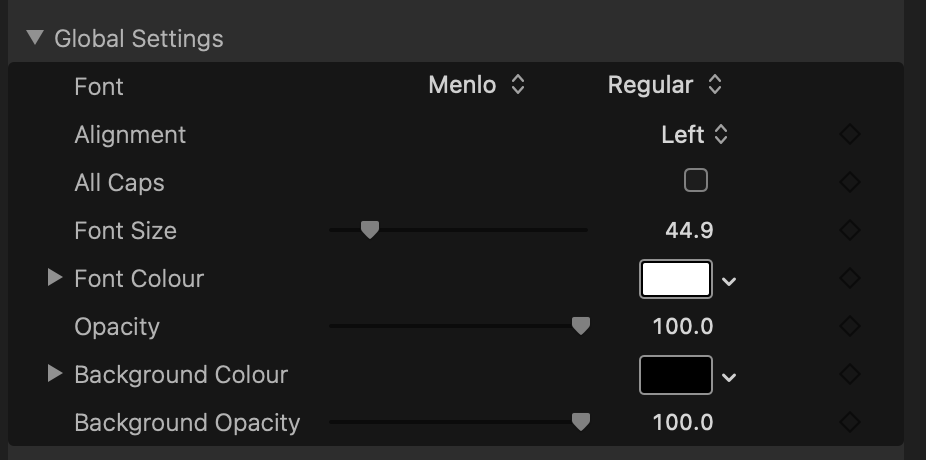 Global Settings
Font Menlo Regular
Alignment Left
All Caps
Font Size 44.9
Font Colour
Opacity 100.0
Background Colour
Background Opacity 100.0